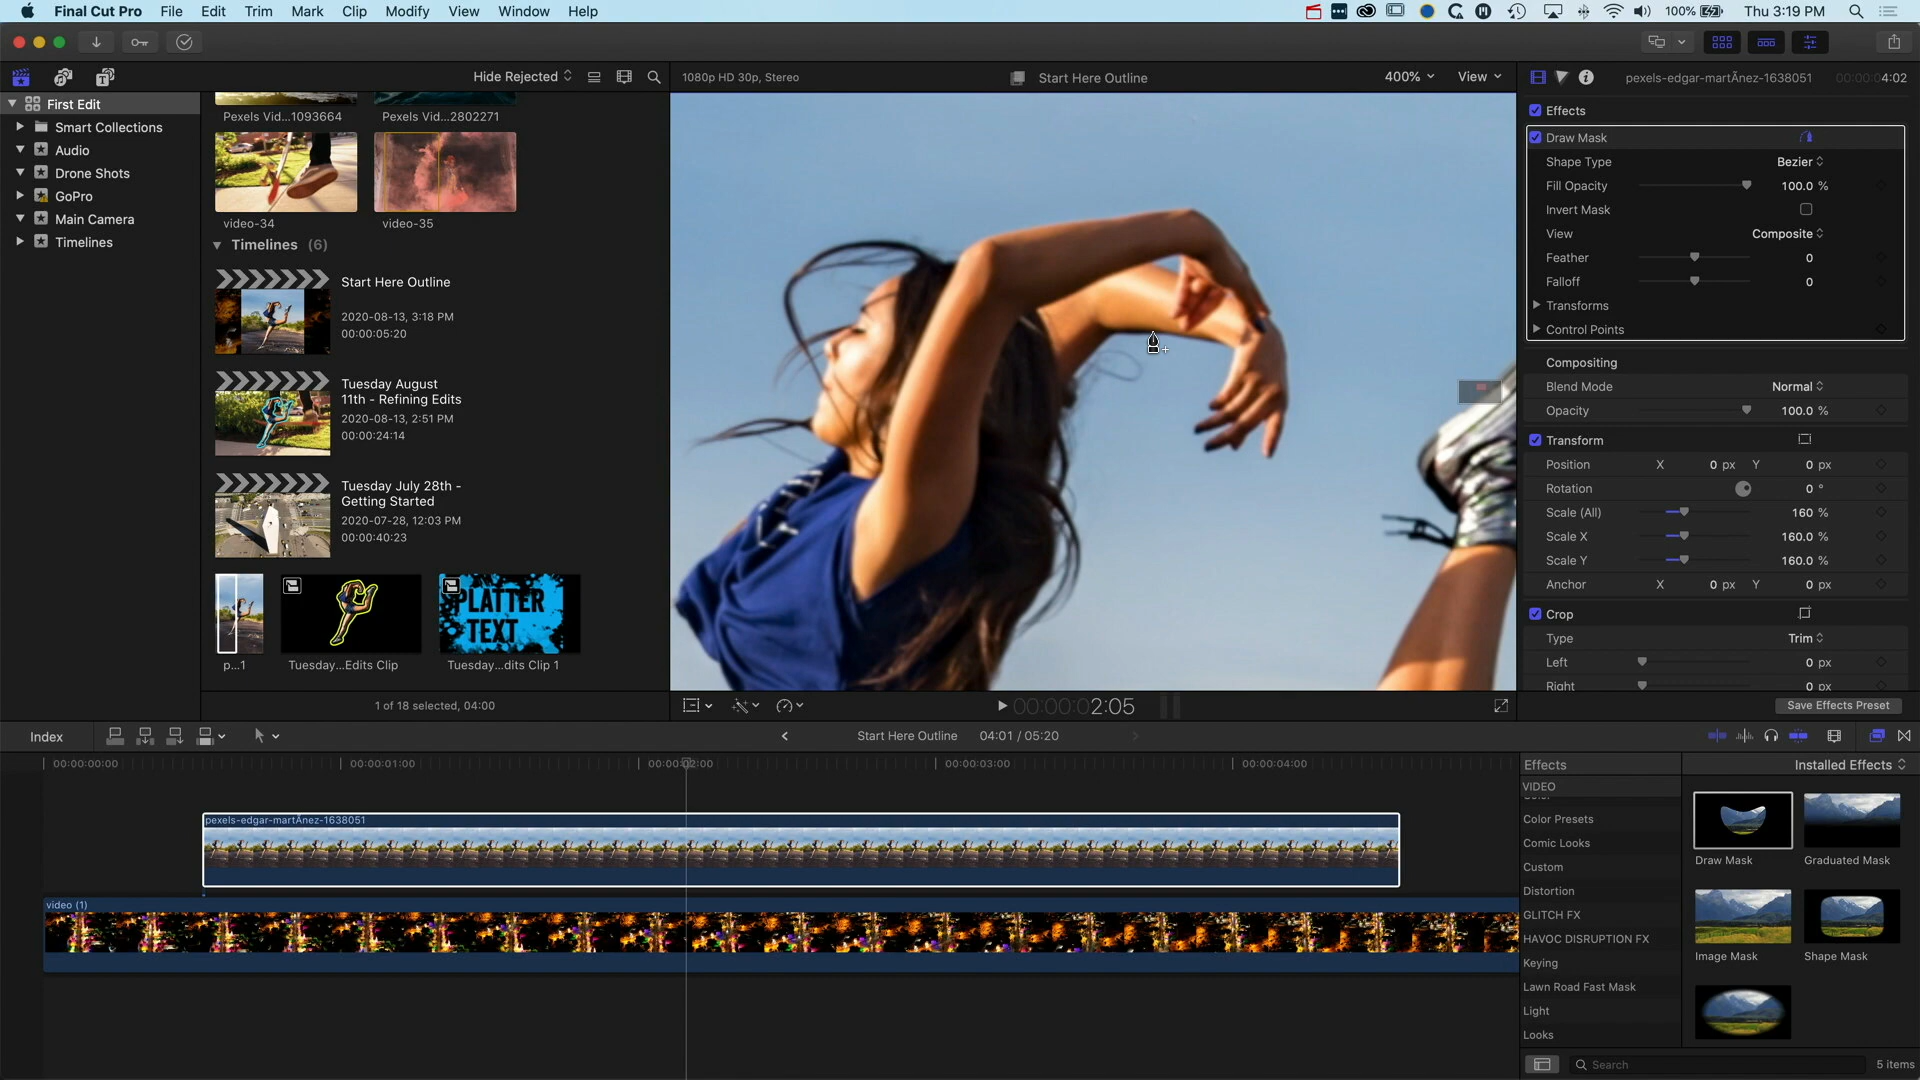 Final Cut Pro File Edit Trim Mark Clip Modify View Window Help
100% Thu 3:19 PM
Hide Rejected
1080p HD 30p, Stereo
Start Here Outline
400% View
pexels-edgar-martÃnez-1638051
00:00:04:02
First Edit
Smart Collections
Audio
Drone Shots
GoPro
Main Camera
Timelines
Pexels Vid...1093664
Pexels Vid...2802271
video-34
video-35
Timelines (6)
Start Here Outline
2020-08-13, 3:18 PM
00:00:05:20
Tuesday August
11th - Refining Edits
2020-08-13, 2:51 PM
00:00:24:14
Tuesday July 28th -
Getting Started
2020-07-28, 12:03 PM
00:00:40:23
PLATTER
TEXT
p...1
Tuesday...Edits Clip
Tuesday...dits Clip 1
1 of 18 selected, 04:00
00:00:02:05
Effects
Draw Mask
Shape Type Bezier
Fill Opacity 100.0 %
Invert Mask
View Composite
Feather 0
Falloff 0
Transforms
Control Points
Compositing
Blend Mode Normal
Opacity 100.0 %
Transform
Position X 0 px Y 0 px
Rotation 0 °
Scale (All) 160 %
Scale X 160.0 %
Scale Y 160.0 %
Anchor X 0 px Y 0 px
Crop
Type Trim
Left 0 px
Right 0 px
Save Effects Preset
Index
Start Here Outline 04:01 / 05:20
00:00:00:00
00:00:01:00
00:00:02:00
00:00:03:00
00:00:04:00
pexels-edgar-martÃnez-1638051
video (1)
Effects
Installed Effects
VIDEO
Color Presets
Comic Looks
Custom
Distortion
GLITCH FX
HAVOC DISRUPTION FX
Keying
Lawn Road Fast Mask
Light
Looks
Draw Mask
Graduated Mask
Image Mask
Shape Mask
Search
5 items